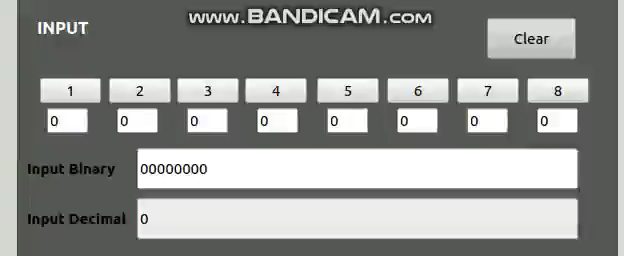 www.BANDICAM.com
INPUT
Clear
1 2 3 4 5 6 7 8
0 0 0 0 0 0 0 0
Input Binary 00000000
Input Decimal 0